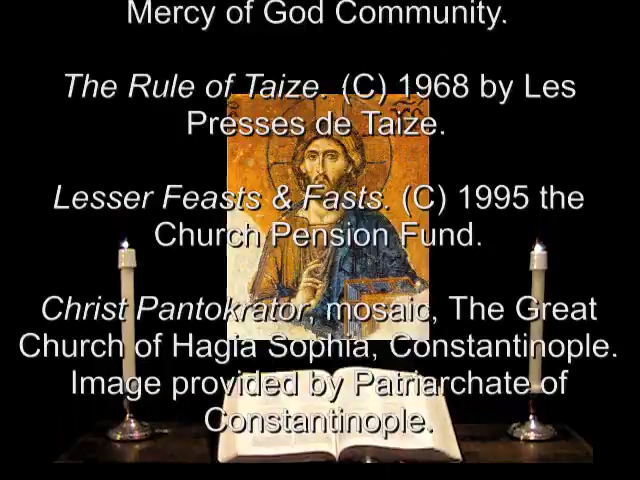 Mercy of God Community.
The Rule of Taize. (C) 1968 by Les
Presses de Taize.
Lesser Feasts & Fasts. (C) 1995 the
Church Pension Fund.
Christ Pantokrator, mosaic, The Great
Church of Hagia Sophia, Constantinople.
Image provided by Patriarchate of
Constantinople.